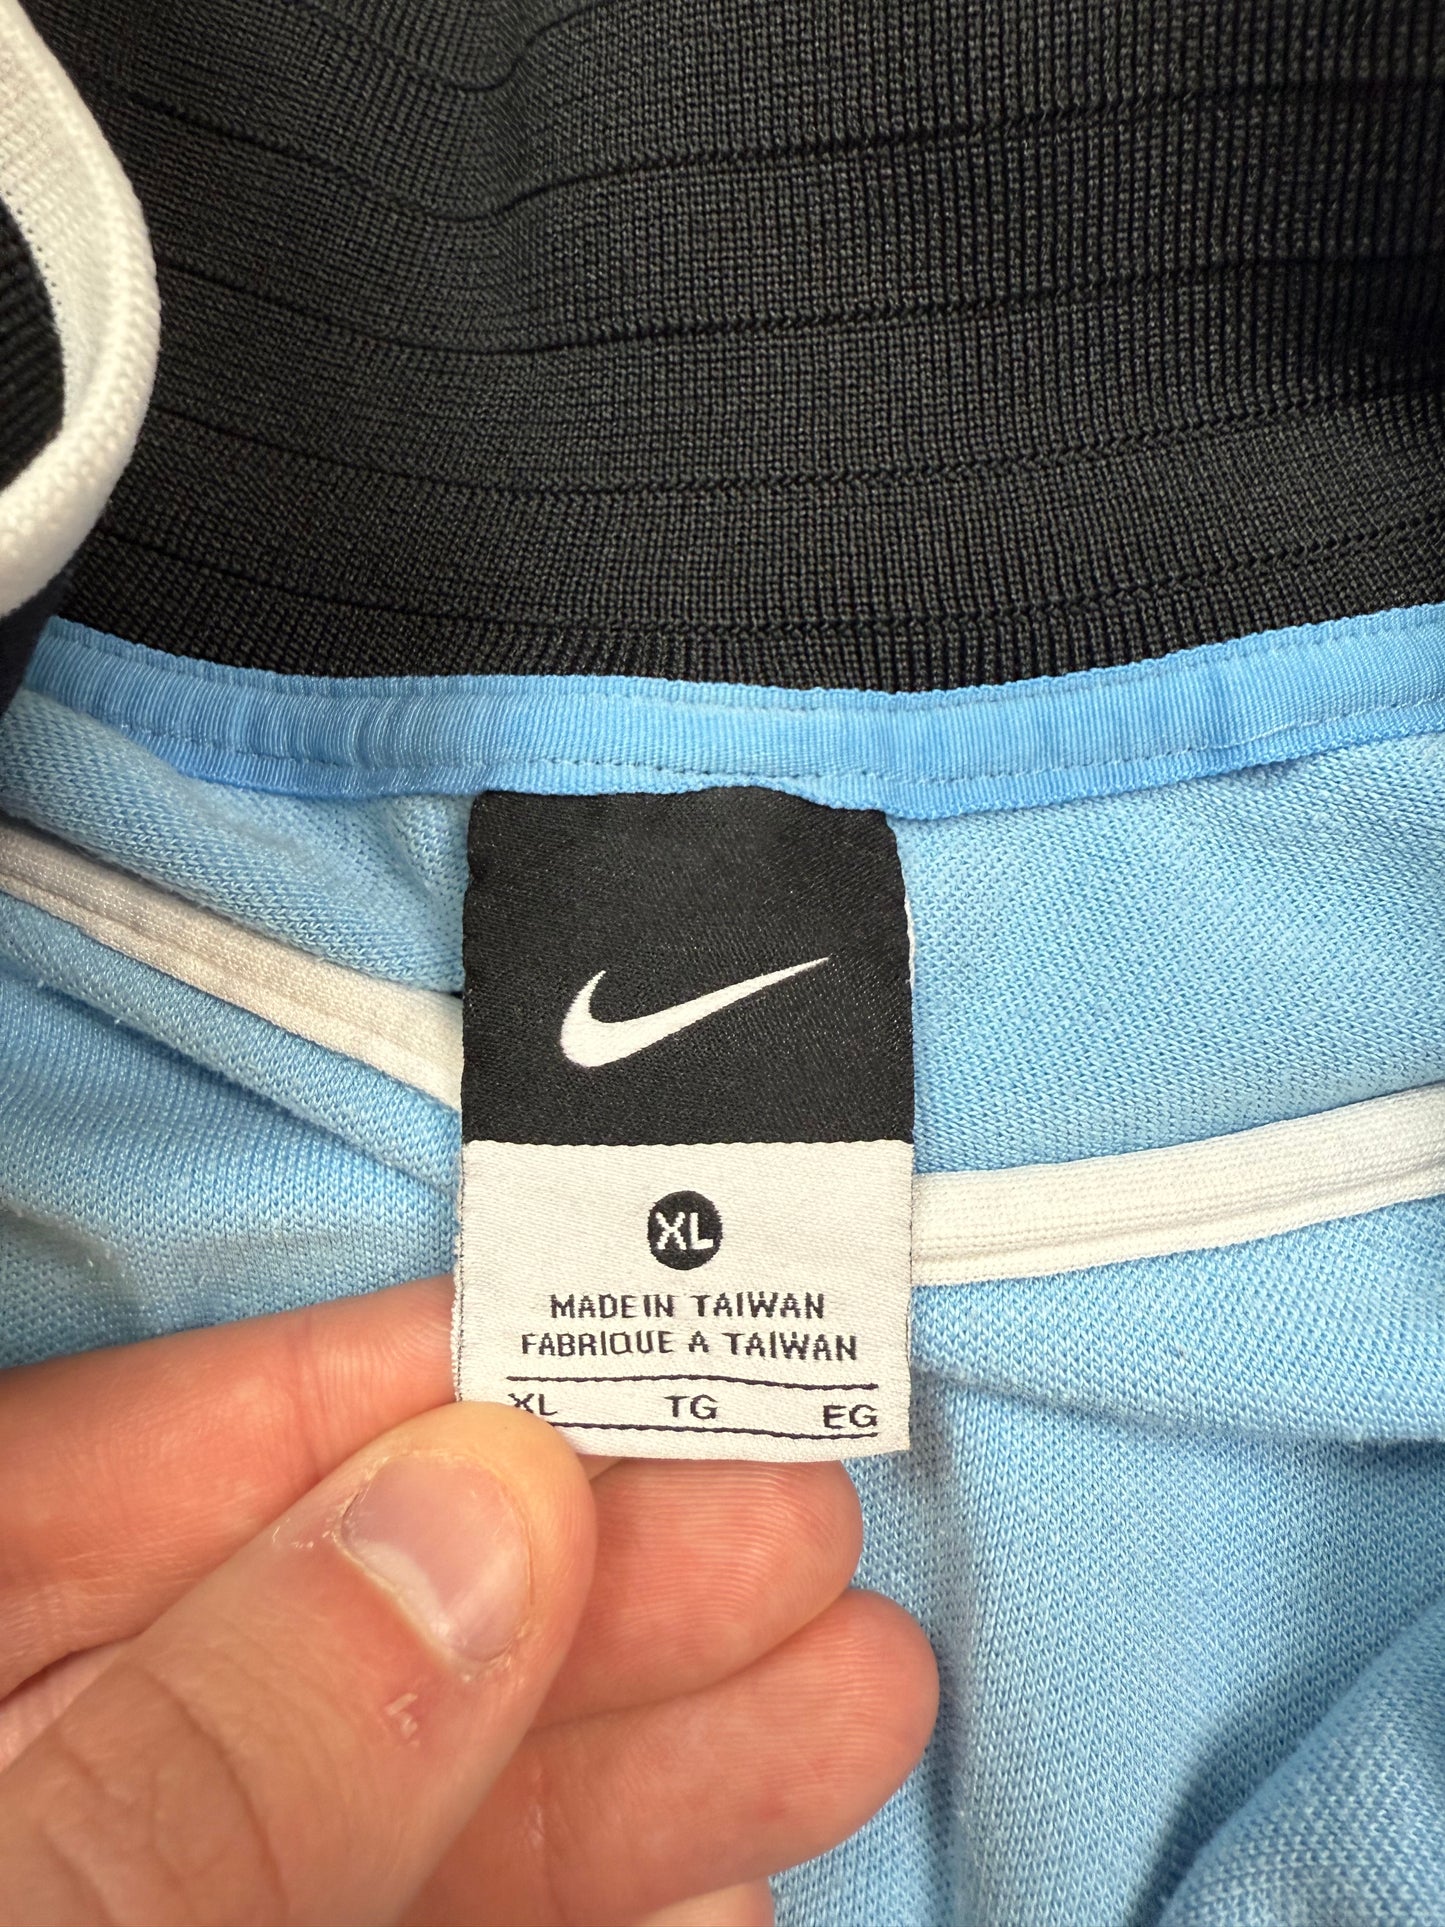 XL
MADE IN TAIWAN
FABRIQUE A TAIWAN
XL TG EG